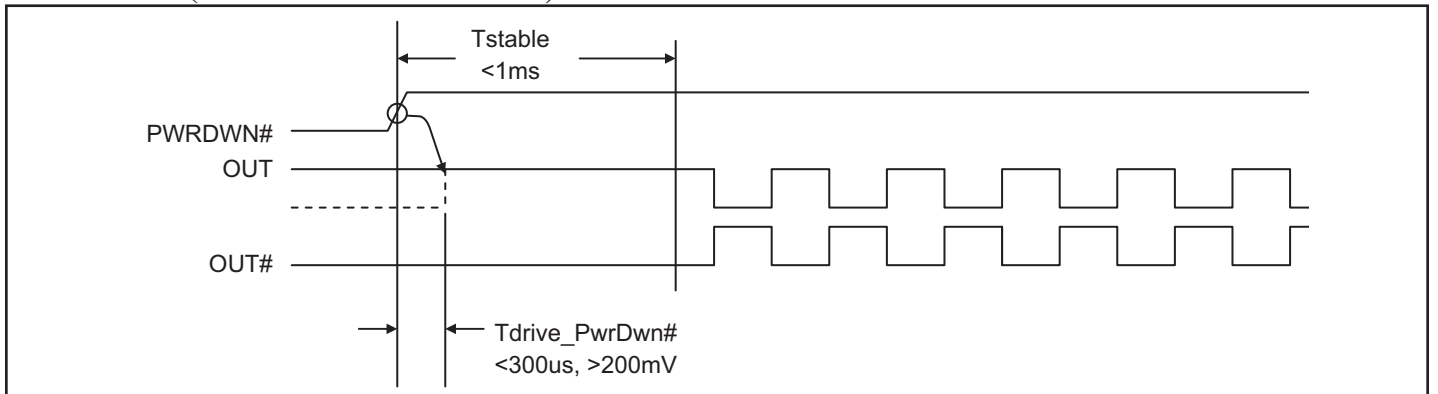 Tstable
<1ms
PWRDWN#
OUT
OUT#
Tdrive_PwrDwn#
<300us, >200mV